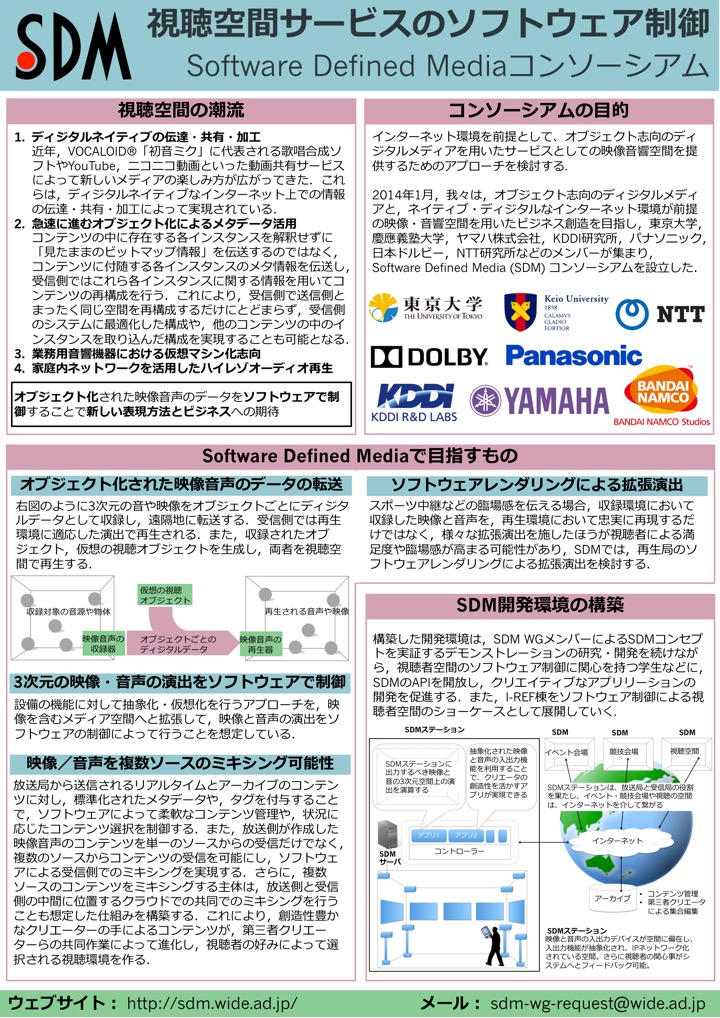 SDM
視聴空間サービスのソフトウェア制御
Software Defined Mediaコンソーシアム
視聴空間の潮流
1. ディジタルネイティブの伝達・共有・加工
近年，VOCALOID®「初音ミク」に代表される歌唱合成ソ
フトやYouTube，ニコニコ動画といった動画共有サービス
によって新しいメディアの楽しみ方が広がってきた．これ
らは，ディジタルネイティブなインターネット上での情報
の伝達・共有・加工によって実現されている．
2. 急速に進むオブジェクト化によるメタデータ活用
コンテンツの中に存在する各インスタンスを解釈せずに
「見たままのビットマップ情報」を伝送するのではなく，
コンテンツに付随する各インスタンスのメタ情報を伝送し，
受信側ではこれら各インスタンスに関する情報を用いてコ
ンテンツの再構成を行う．これにより，受信側で送信側と
まったく同じ空間を再構成するだけにとどまらず，受信側
のシステムに最適化した構成や，他のコンテンツの中のイ
ンスタンスを取り込んだ構成を実現することも可能となる．
3. 業務用音響機器における仮想マシン化志向
4. 家庭内ネットワークを活用したハイレゾオーディオ再生
オブジェクト化された映像音声のデータをソフトウェアで制
御することで新しい表現方法とビジネスへの期待
コンソーシアムの目的
インターネット環境を前提として，オブジェクト志向のディ
ジタルメディアを用いたサービスとしての映像音響空間を提
供するためのアプローチを検討する．
2014年1月，我々は，オブジェクト志向のディジタルメディ
アと，ネイティブ・ディジタルなインターネット環境が前提
の映像・音響空間を用いたビジネス創造を目指し，東京大学，
慶應義塾大学，ヤマハ株式会社，KDDI研究所，パナソニック，
日本ドルビー，NTT研究所などのメンバーが集まり，
Software Defined Media (SDM) コンソーシアムを設立した．
東京大学
THE UNIVERSITY OF TOKYO
Keio University
1858
CALAMVS
GLADIO
FORTIOR
NTT
DOLBY
Panasonic
KDDI
KDDI R&D LABS
YAMAHA
BANDAI
NAMCO
BANDAI NAMCO Studios
Software Defined Mediaで目指すもの
オブジェクト化された映像音声のデータの転送
右図のように3次元の音や映像をオブジェクトごとにディジタ
ルデータとして収録し，遠隔地に転送する．受信側では再生
環境に適応した演出で再生される．また，収録されたオブ
ジェクト，仮想の視聴オブジェクトを生成し，両者を視聴空
間で再生する．
仮想の視聴
オブジェクト
収録対象の音源や物体
再生される音声や映像
映像音声の
収録器
オブジェクトごとの
ディジタルデータ
映像音声の
再生器
3次元の映像・音声の演出をソフトウェアで制御
設備の機能に対して抽象化・仮想化を行うアプローチを，映
像を含むメディア空間へと拡張して，映像と音声の演出をソ
フトウェアの制御によって行うことを想定している．
映像／音声を複数ソースのミキシング可能性
放送局から送信されるリアルタイムとアーカイブのコンテン
ツに対し，標準化されたメタデータや，タグを付与すること
で，ソフトウェアによって柔軟なコンテンツ管理や，状況に
応じたコンテンツ選択を制御する．また，放送側が作成した
映像音声のコンテンツを単一のソースからの受信だけでなく，
複数のソースからコンテンツの受信を可能にし，ソフトウェ
アによる受信側でのミキシングを実現する．さらに，複数
ソースのコンテンツをミキシングする主体は，放送側と受信
側の中間に位置するクラウドでの共同でのミキシングを行う
ことも想定した仕組みを構築する．これにより，創造性豊か
なクリエーターの手によるコンテンツが，第三者クリエー
ターらの共同作業によって進化し，視聴者の好みによって選
択される視聴環境を作る．
ソフトウェアレンダリングによる拡張演出
スポーツ中継などの臨場感を伝える場合，収録環境において
収録した映像と音声を，再生環境において忠実に再現するだ
けではなく，様々な拡張演出を施したほうが視聴者による満
足度や臨場感が高まる可能性があり，SDMでは，再生局のソ
フトウェアレンダリングによる拡張演出を検討する．
SDM開発環境の構築
構築した開発環境は，SDM WGメンバーによるSDMコンセプ
トを実証するデモンストレーションの研究・開発を続けなが
ら，視聴者空間のソフトウェア制御に関心を持つ学生などに，
SDMのAPIを開放し，クリエイティブなアプリリーションの
開発を促進する．また，I-REF棟をソフトウェア制御による視
聴者空間のショーケースとして展開していく．
SDMステーション
SDMステーションに
出力するべき映像と
音の3次元空間上の演
出を演算する
抽象化された映像
と音声の入出力機
能を利用することで，クリエータの
創造性を活かすア
プリが実現できる
アプリ1
アプリ2
コントローラー
SDM
サーバ
SDM
SDM
SDM
イベント会場
競技会場
視聴空間
SDMステーションは、放送局と受信局の役割
を果たし，イベント・競技会場や視聴の空間
は、インターネットを介して繋がる
インターネット
アーカイブ
• コンテンツ管理
• 第三者クリエータ
による集合編集
SDMステーション
映像と音声の入出力デバイスが空間に偏在し、
入出力機能が抽象化され、IPネットワーク化
されている空間。さらに視聴者の関心事がシ
ステムへとフィードバック可能。
ウェブサイト： http://sdm.wide.ad.jp/
メール： sdm-wg-request@wide.ad.jp